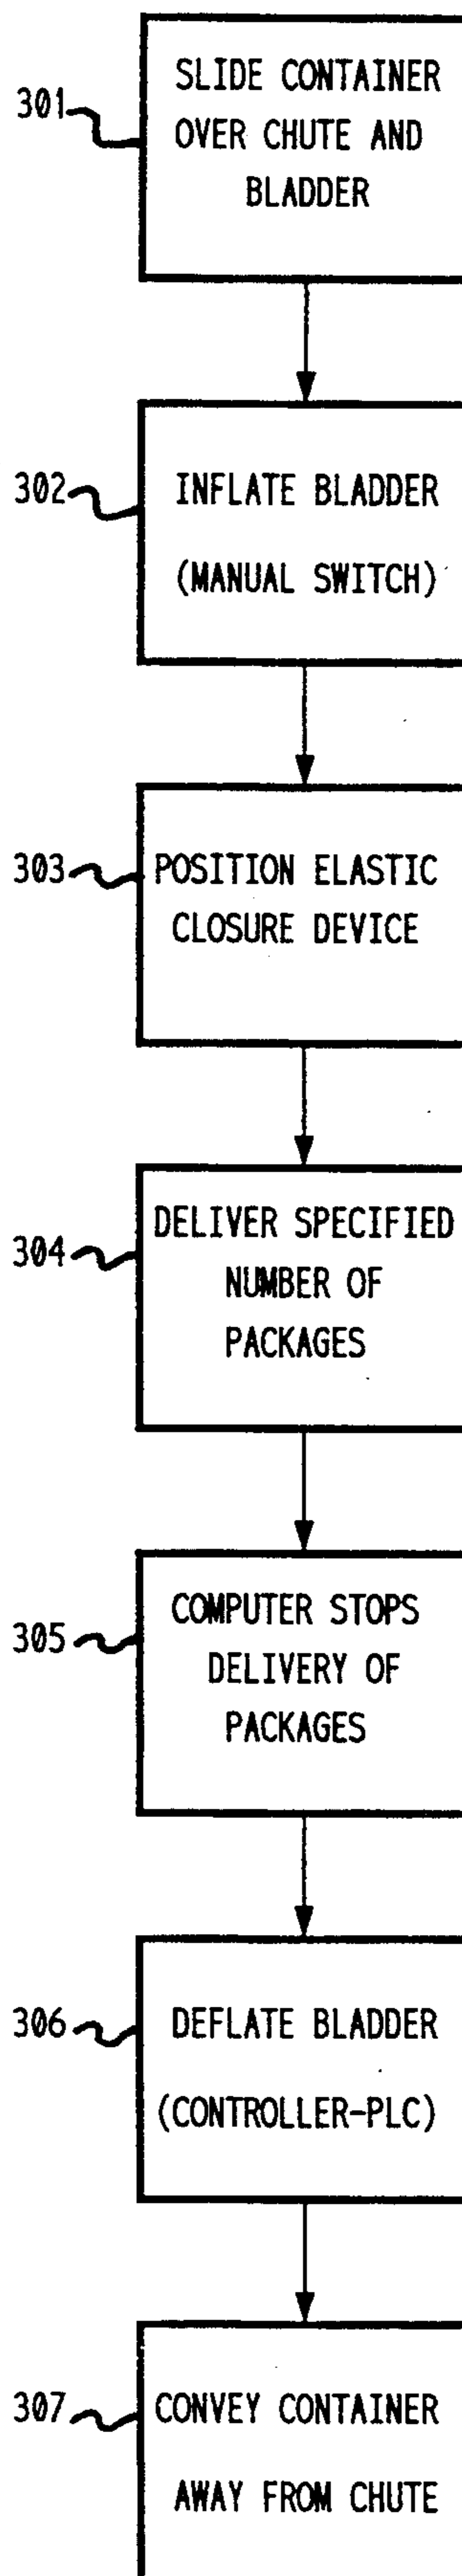 301
SLIDE CONTAINER
OVER CHUTE AND
BLADDER
302
INFLATE BLADDER
(MANUAL SWITCH)
303
POSITION ELASTIC
CLOSURE DEVICE
304
DELIVER SPECIFIED
NUMBER OF
PACKAGES
305
COMPUTER STOPS
DELIVERY OF
PACKAGES
306
DEFLATE BLADDER
(CONTROLLER-PLC)
307
CONVEY CONTAINER
AWAY FROM CHUTE